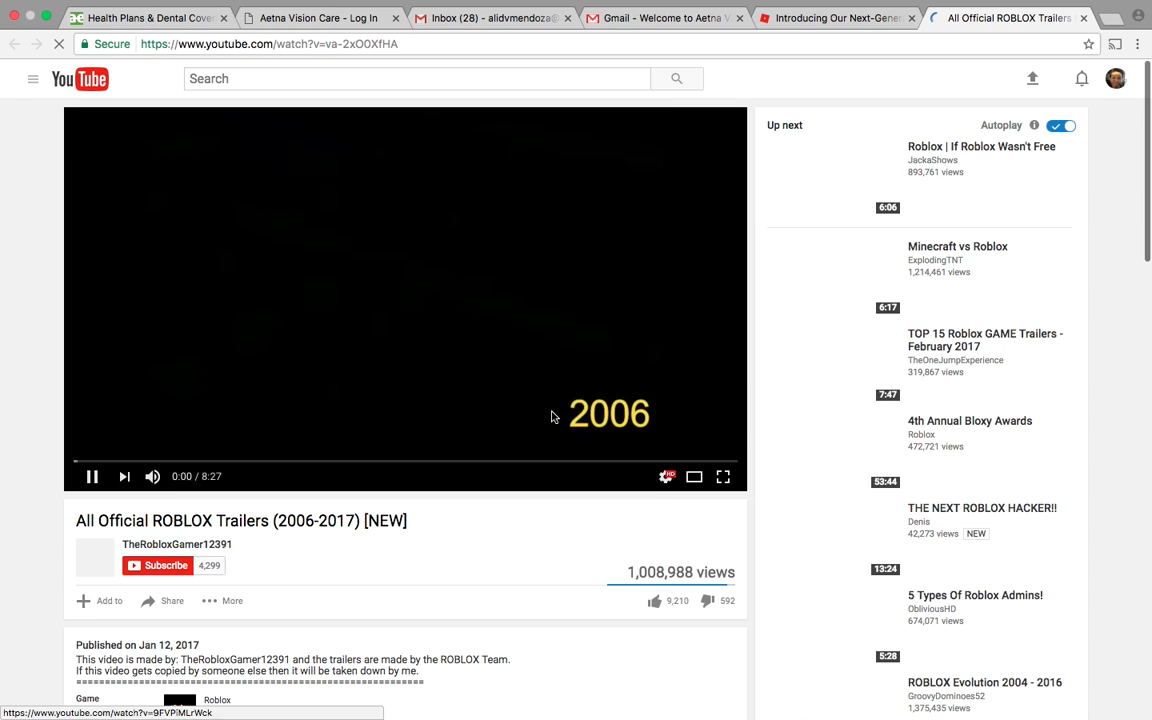 Health Plans & Dental Cover
Aetna Vision Care - Log In
Inbox (28) - alidvmendoza@
Gmail - Welcome to Aetna V
Introducing Our Next-Gener
All Official ROBLOX Trailers
Secure
https://www.youtube.com/watch?v=va-2xO0XfHA
YouTube
Search
2006
0:00 / 8:27
HD
All Official ROBLOX Trailers (2006-2017) [NEW]
TheRobloxGamer12391
Subscribe 4,299
1,008,988 views
Add to Share More
9,210 592
Published on Jan 12, 2017
This video is made by: TheRobloxGamer12391 and the trailers are made by the ROBLOX Team.
If this video gets copied by someone else then it will be taken down by me.
=============================================================
Game Roblox
https://www.youtube.com/watch?v=9FVPiMLrWck
Up next
Autoplay
Roblox | If Roblox Wasn't Free
JackaShows
893,761 views
6:06
Minecraft vs Roblox
ExplodingTNT
1,214,461 views
6:17
TOP 15 Roblox GAME Trailers -
February 2017
TheOneJumpExperience
319,867 views
7:47
4th Annual Bloxy Awards
Roblox
472,721 views
53:44
THE NEXT ROBLOX HACKER!!
Denis
42,273 views NEW
13:24
5 Types Of Roblox Admins!
ObliviousHD
674,071 views
5:28
ROBLOX Evolution 2004 - 2016
GroovyDominoes52
1,375,435 views